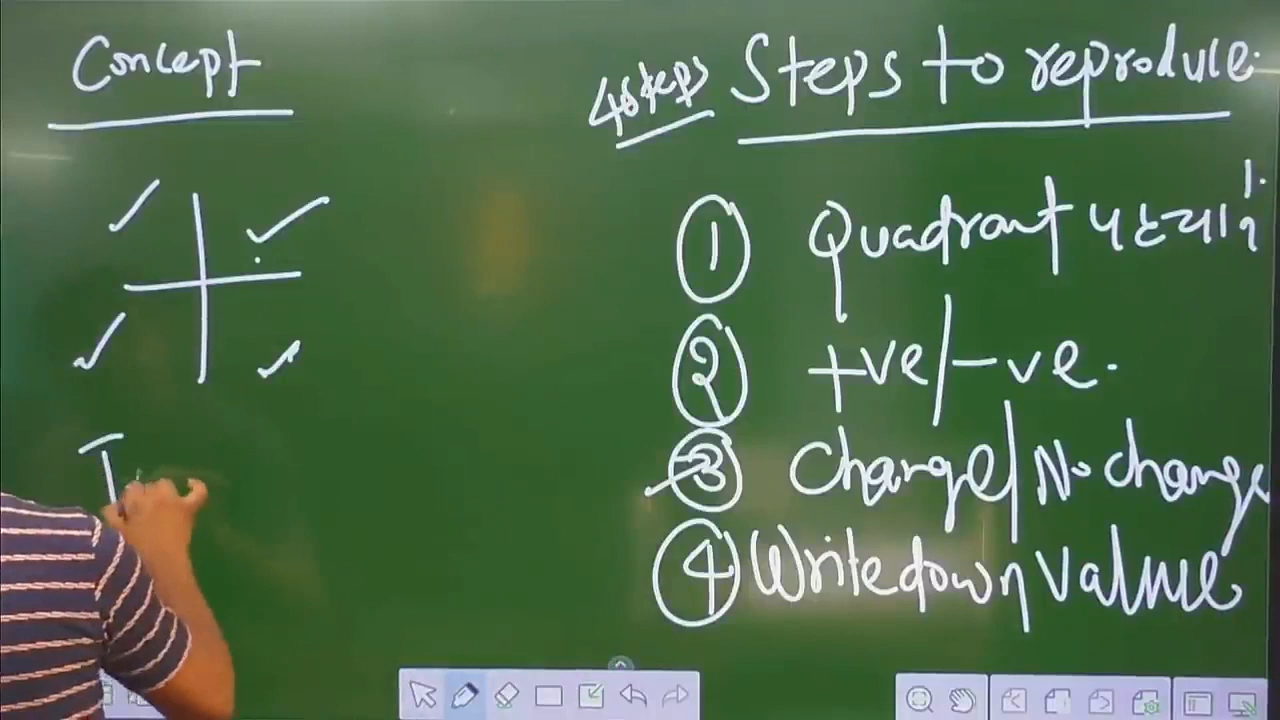 Concept
4 steps Steps to reproduce.
1 Quadrant
2 +ve/-ve.
3 Change/No change
4 Write down value